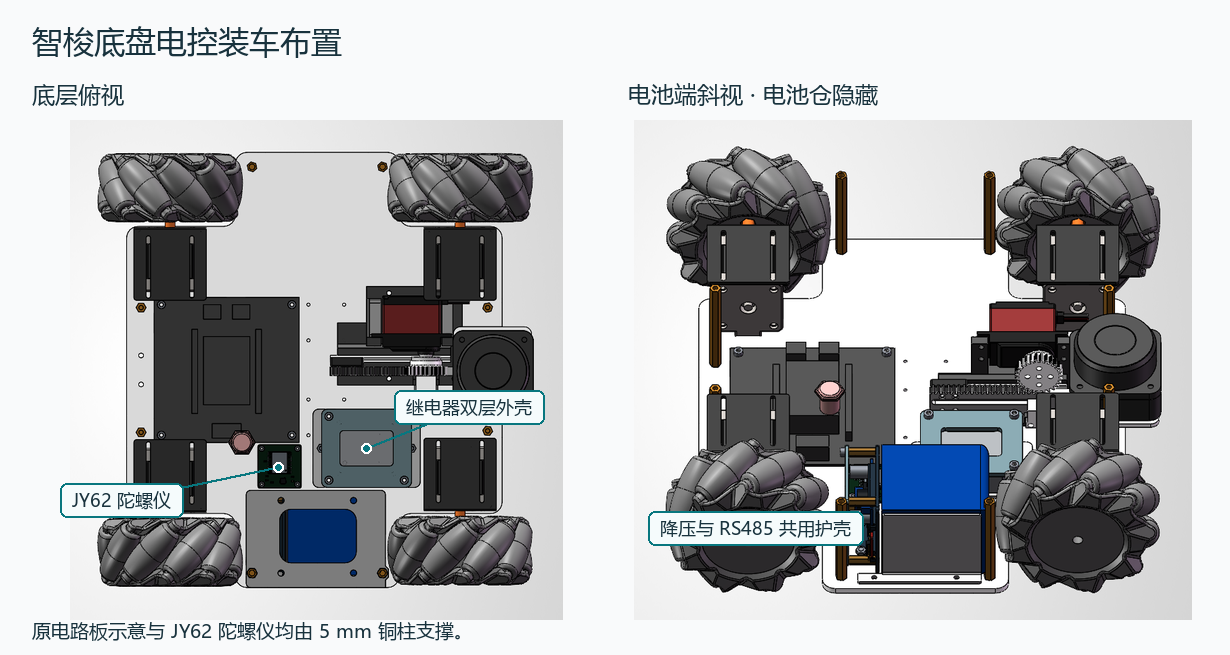 智梭底盘电控装车布置
底层俯视
电池端斜视 · 电池仓隐藏
继电器双层外壳
JY62 陀螺仪
降压与 RS485 共用护壳
原电路板示意与 JY62 陀螺仪均由 5 mm 铜柱支撑。